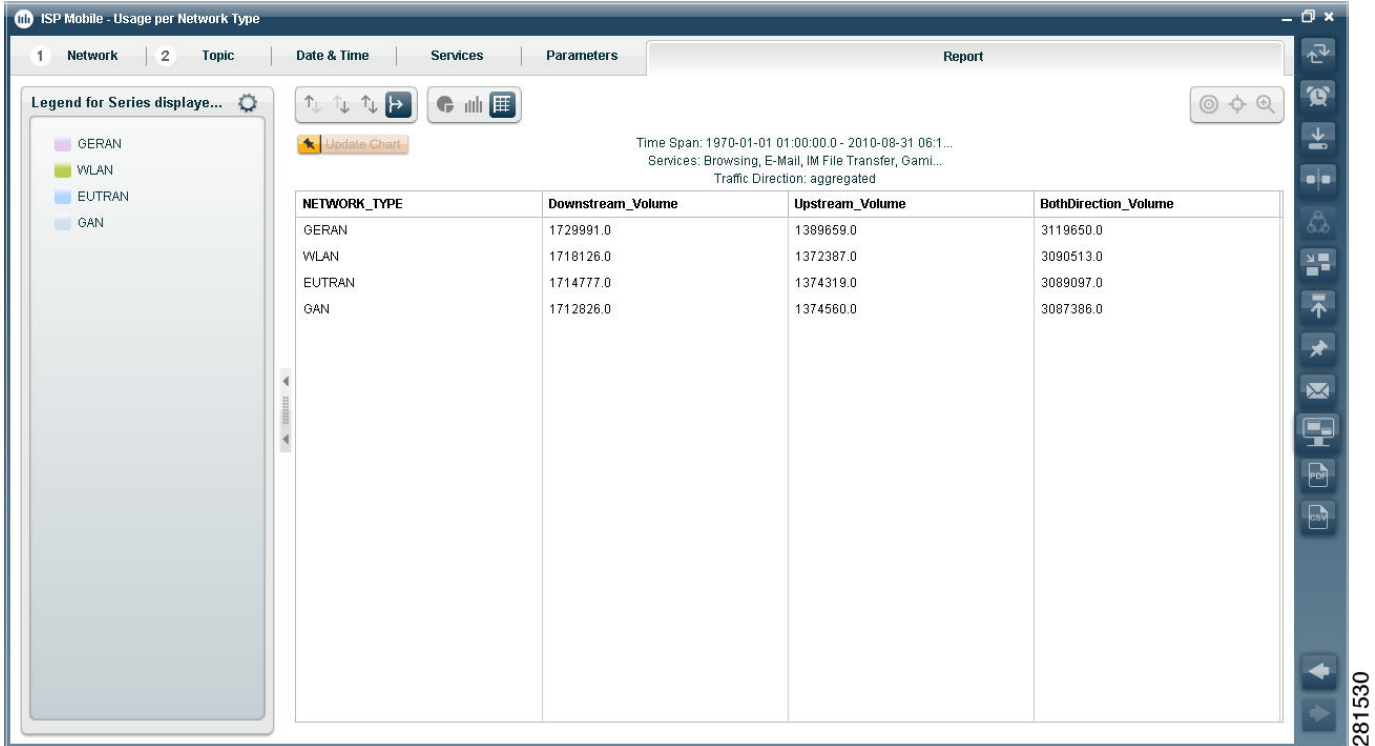 ISP Mobile - Usage per Network Type
1 Network 2 Topic Date & Time Services Parameters Report
Legend for Series displaye...
GERAN
WLAN
EUTRAN
GAN
Update Chart
Time Span: 1970-01-01 01:00:00.0 - 2010-08-31 06:1...
Services: Browsing, E-Mail, IM File Transfer, Gami...
Traffic Direction: aggregated
NETWORK_TYPE Downstream_Volume Upstream_Volume BothDirection_Volume
GERAN 1729991.0 1389659.0 3119650.0
WLAN 1718126.0 1372387.0 3090513.0
EUTRAN 1714777.0 1374319.0 3089097.0
GAN 1712826.0 1374560.0 3087386.0
PDF
CSV
281530